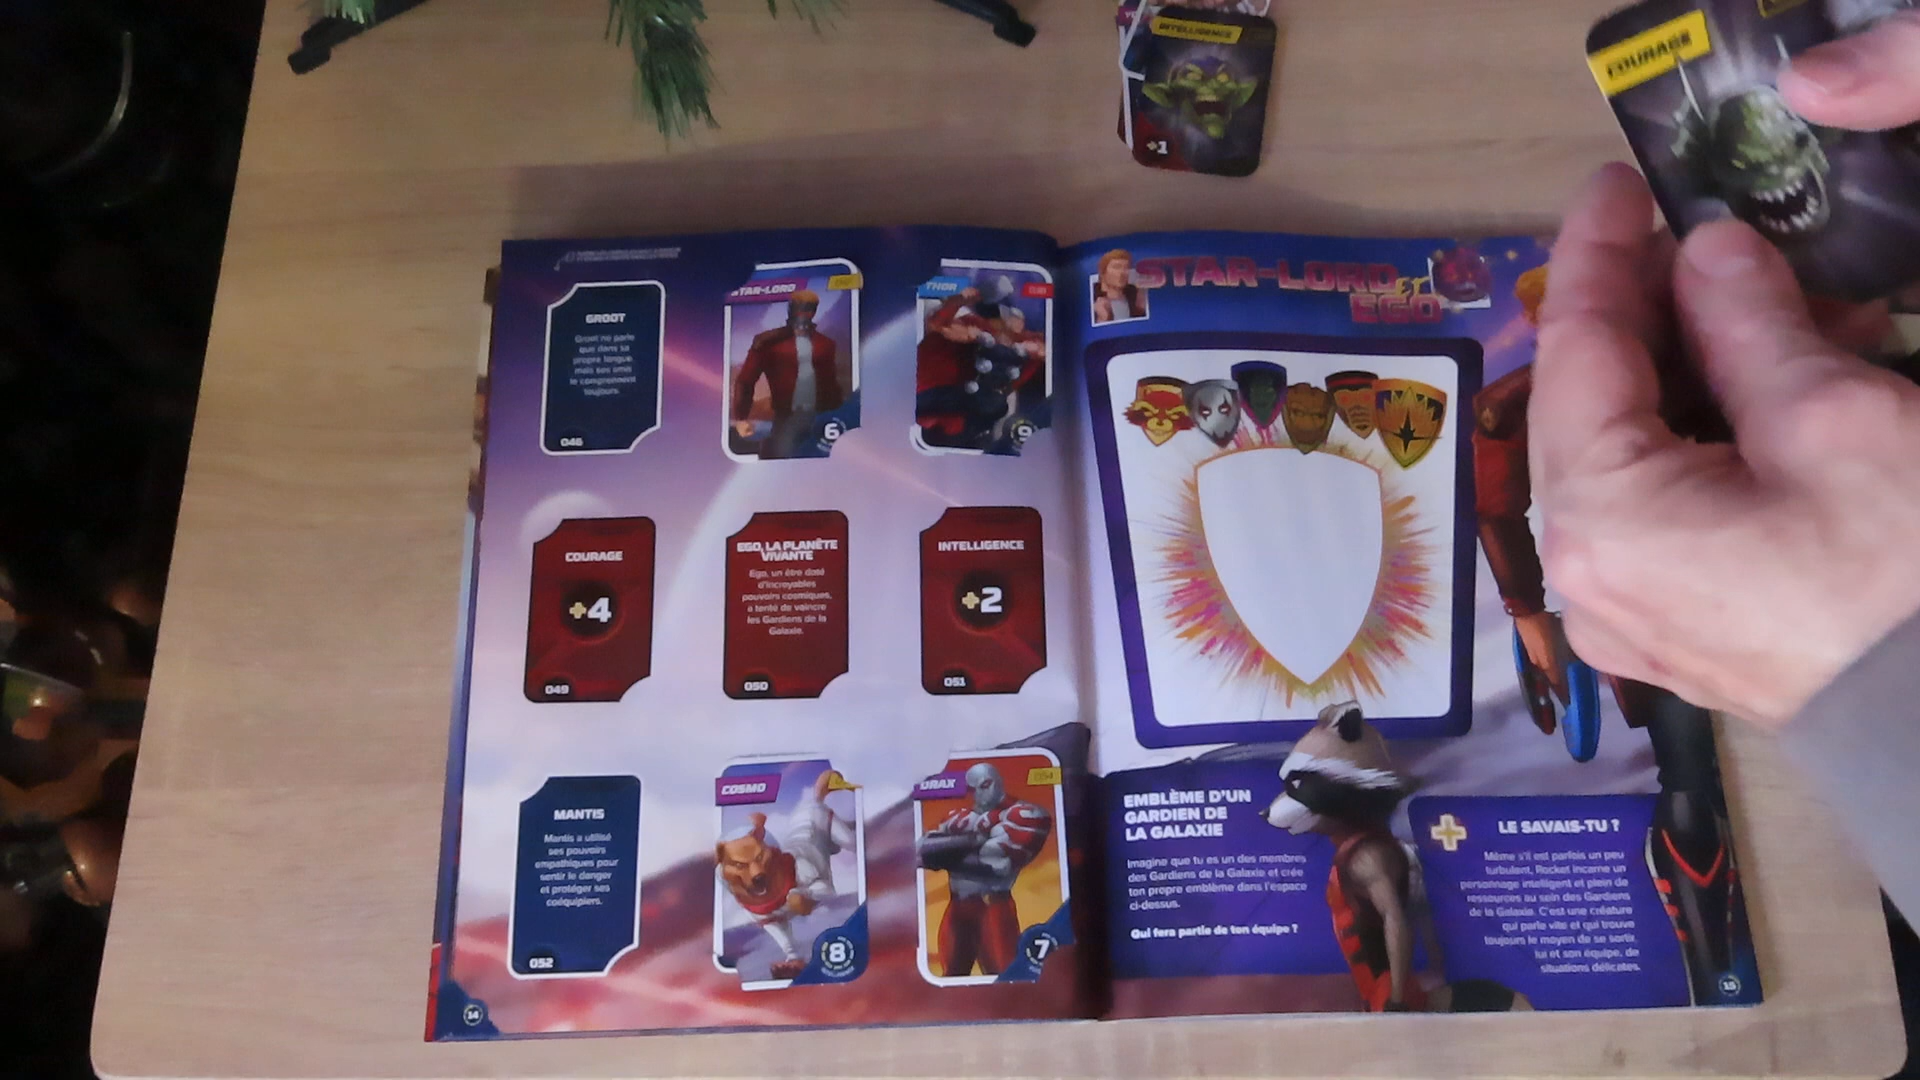 INTELLIGENCE
+1
COURAGE
GROOT
Groot ne parle
que dans sa
propre langue,
mais ses amis
le comprennent
toujours.
046
STAR-LORD
6
THOR
9
COURAGE
+4
049
EGO, LA PLANÈTE
VIVANTE
Ego, un être doté
d'incroyables
pouvoirs cosmiques,
a tenté de vaincre
les Gardiens de la
Galaxie.
050
INTELLIGENCE
+2
051
MANTIS
Mantis a utilisé
ses pouvoirs
empathiques pour
sentir le danger
et protéger ses
coéquipiers.
052
COSMO
8
DRAX
054
7
14
STAR-LORD ET
EGO
EMBLÈME D'UN
GARDIEN DE
LA GALAXIE
Imagine que tu es un des membres
des Gardiens de la Galaxie et crée
ton propre emblème dans l'espace
ci-dessus.
Qui fera partie de ton équipe ?
LE SAVAIS-TU ?
Même s'il est parfois un peu
turbulent, Rocket incarne un
personnage intelligent et plein de
ressources au sein des Gardiens
de la Galaxie. C'est une créature
qui parle vite et qui trouve
toujours le moyen de se sortir,
lui et son équipe, de
situations délicates.
15